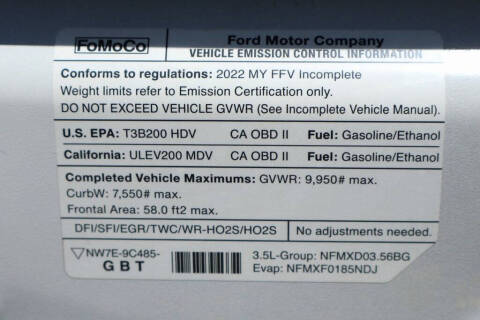 FoMoCo
Ford Motor Company
VEHICLE EMISSION CONTROL INFORMATION
Conforms to regulations: 2022 MY FFV Incomplete
Weight limits refer to Emission Certification only.
DO NOT EXCEED VEHICLE GVWR (See Incomplete Vehicle Manual).
U.S. EPA: T3B200 HDV CA OBD II Fuel: Gasoline/Ethanol
California: ULEV200 MDV CA OBD II Fuel: Gasoline/Ethanol
Completed Vehicle Maximums: GVWR: 9,950# max.
CurbW: 7,550# max.
Frontal Area: 58.0 ft2 max.
DFI/SFI/EGR/TWC/WR-HO2S/HO2S No adjustments needed.
NW7E-9C485-
GBT
3.5L-Group: NFMXD03.56BG
Evap: NFMXF0185NDJ